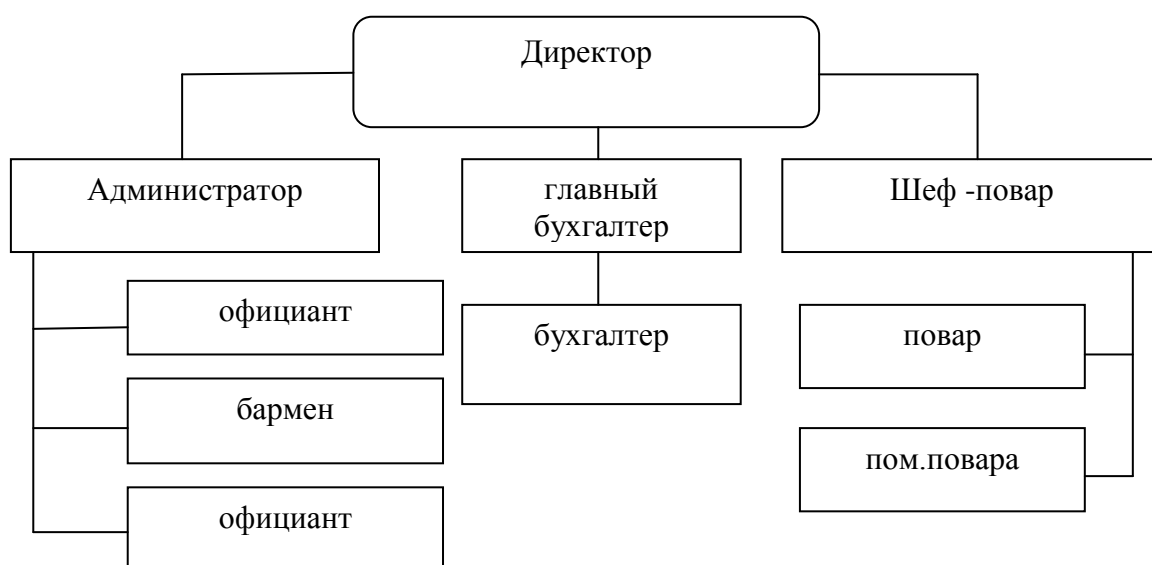 Директор
Администратор
главный
бухгалтер
Шеф -повар
официант
бармен
официант
бухгалтер
повар
пом.повара